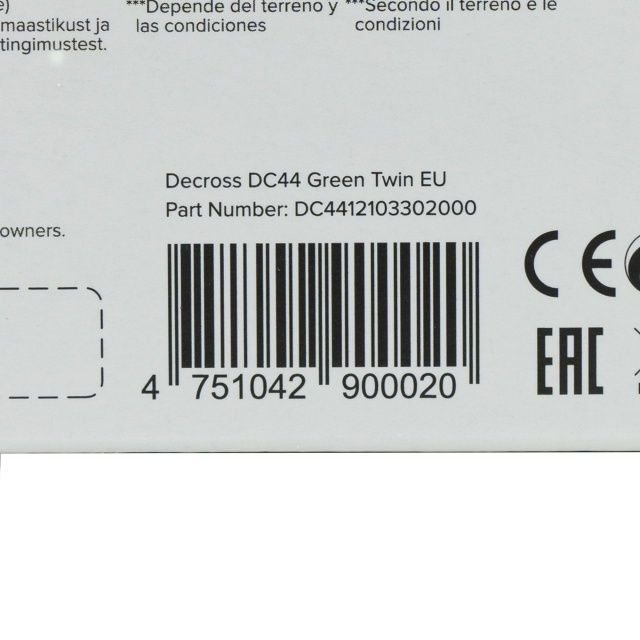 e)
maastikust ja
tingimustest.
***Depende del terreno y
las condiciones
***Secondo il terreno e le
condizioni
Decross DC44 Green Twin EU
Part Number: DC4412103302000
owners.
4 751042 900020
CE
EAC